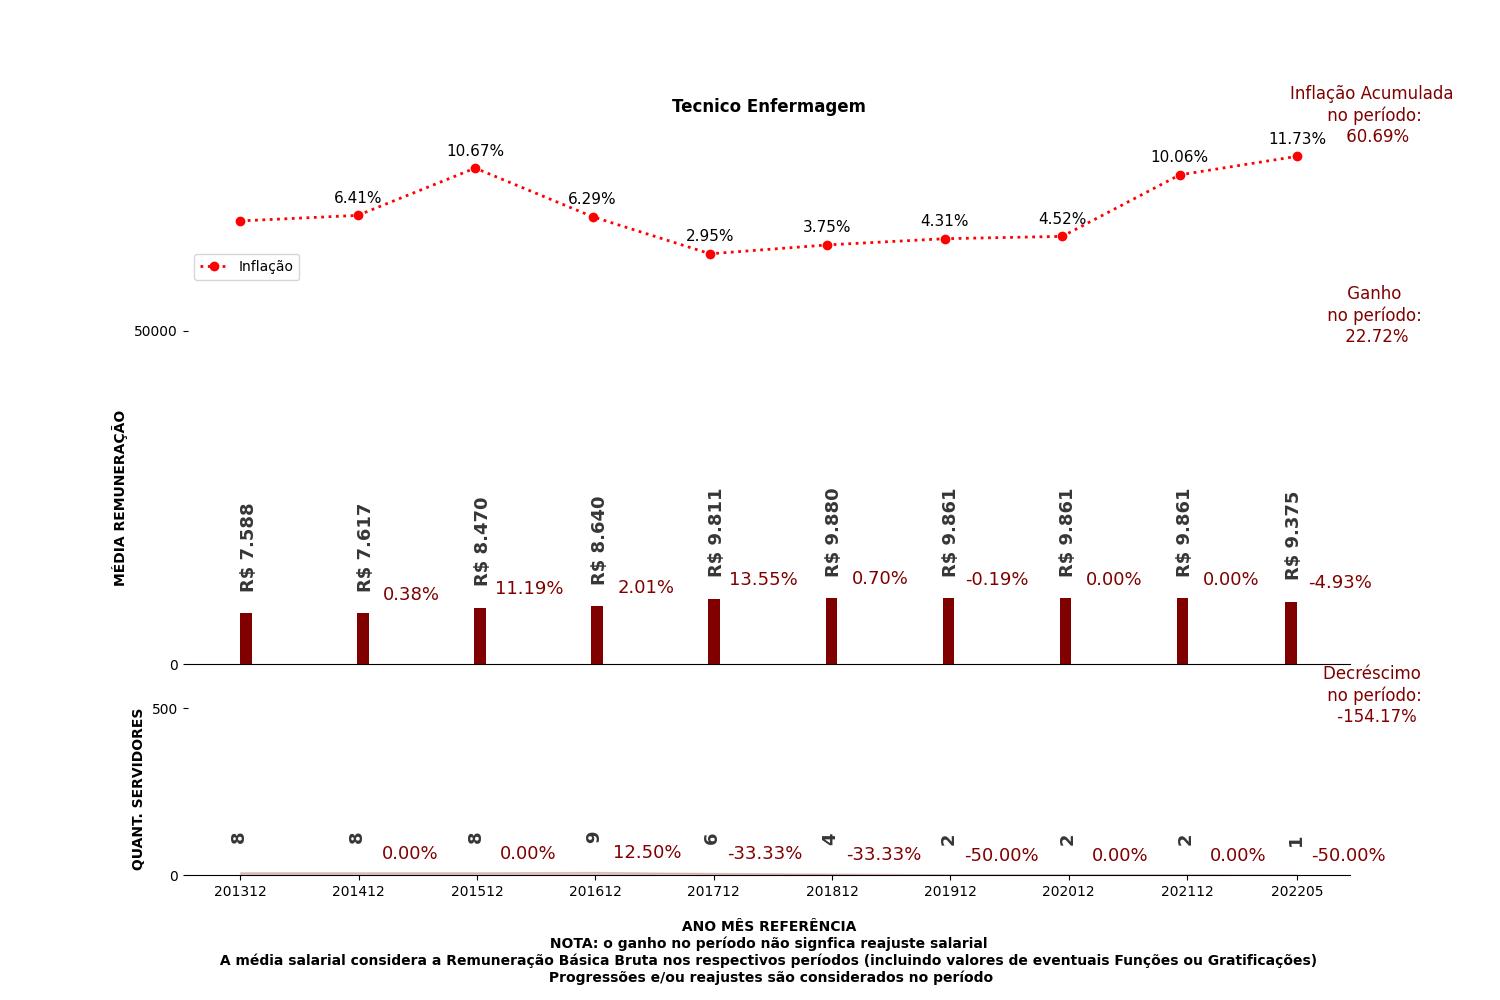 Tecnico Enfermagem
Inflação Acumulada
no período:
60.69%
6.41%
10.67%
6.29%
2.95%
3.75%
4.31%
4.52%
10.06%
11.73%
Inflação
Ganho
no período:
22.72%
50000
0
MÉDIA REMUNERAÇÃO
R$ 7.588
R$ 7.617
R$ 8.470
R$ 8.640
R$ 9.811
R$ 9.880
R$ 9.861
R$ 9.861
R$ 9.861
R$ 9.375
0.38%
11.19%
2.01%
13.55%
0.70%
-0.19%
0.00%
0.00%
-4.93%
Decréscimo
no período:
-154.17%
500
0
QUANT. SERVIDORES
8
8
8
9
6
4
2
2
2
1
0.00%
0.00%
12.50%
-33.33%
-33.33%
-50.00%
0.00%
0.00%
-50.00%
201312
201412
201512
201612
201712
201812
201912
202012
202112
202205
ANO MÊS REFERÊNCIA
NOTA: o ganho no período não signfica reajuste salarial
A média salarial considera a Remuneração Básica Bruta nos respectivos períodos (incluindo valores de eventuais Funções ou Gratificações)
Progressões e/ou reajustes são considerados no período